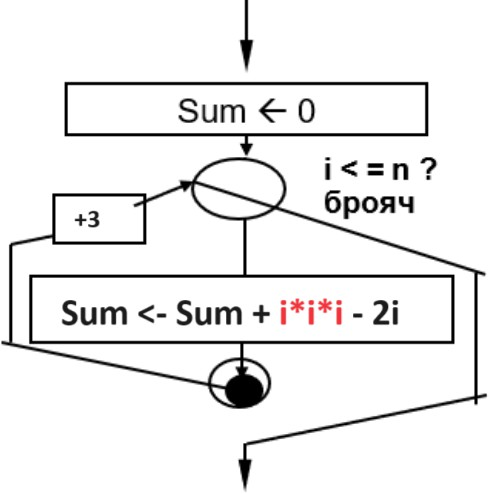 Sum ← 0
i < = n ?
брояч
+3
Sum <- Sum + i*i*i - 2i